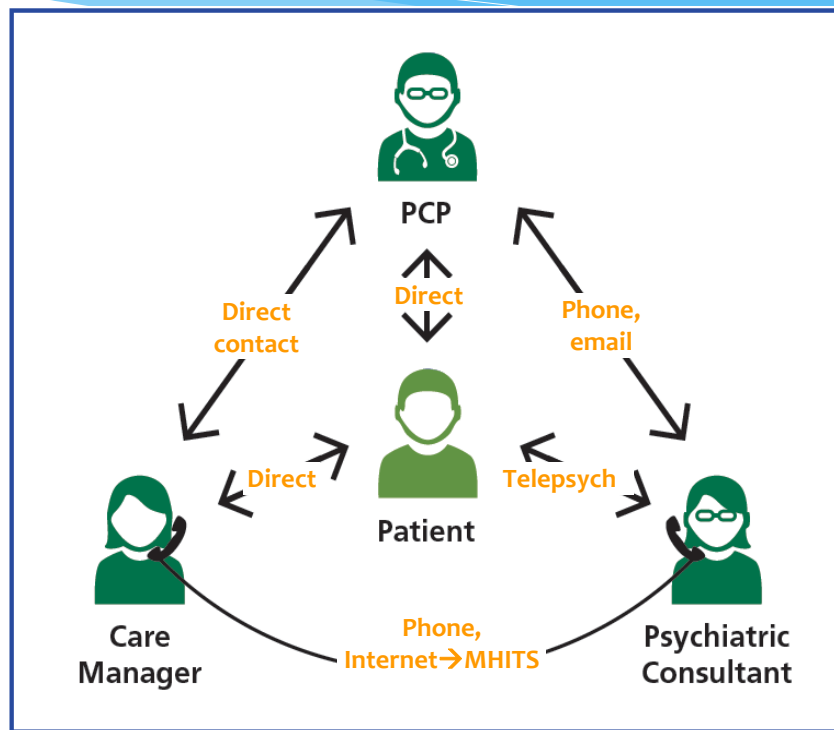 PCP
Direct
Direct
contact
Phone,
email
Direct
Telepsych
Patient
Care
Manager
Phone,
Internet→MHITS
Psychiatric
Consultant